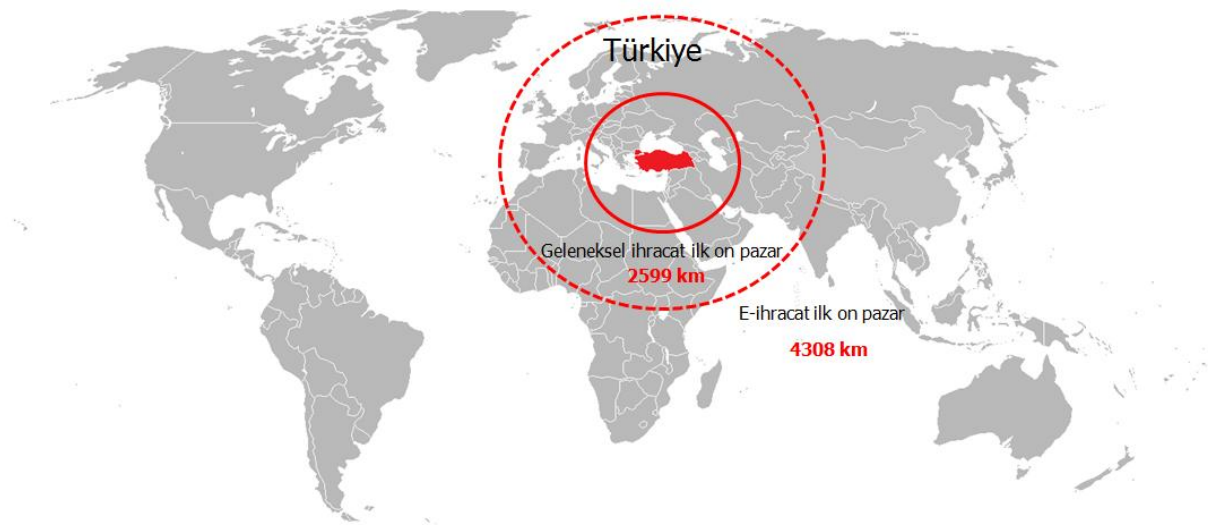 Türkiye
Geleneksel ihracat ilk on pazar
2599 km
E-ihracat ilk on pazar
4308 km